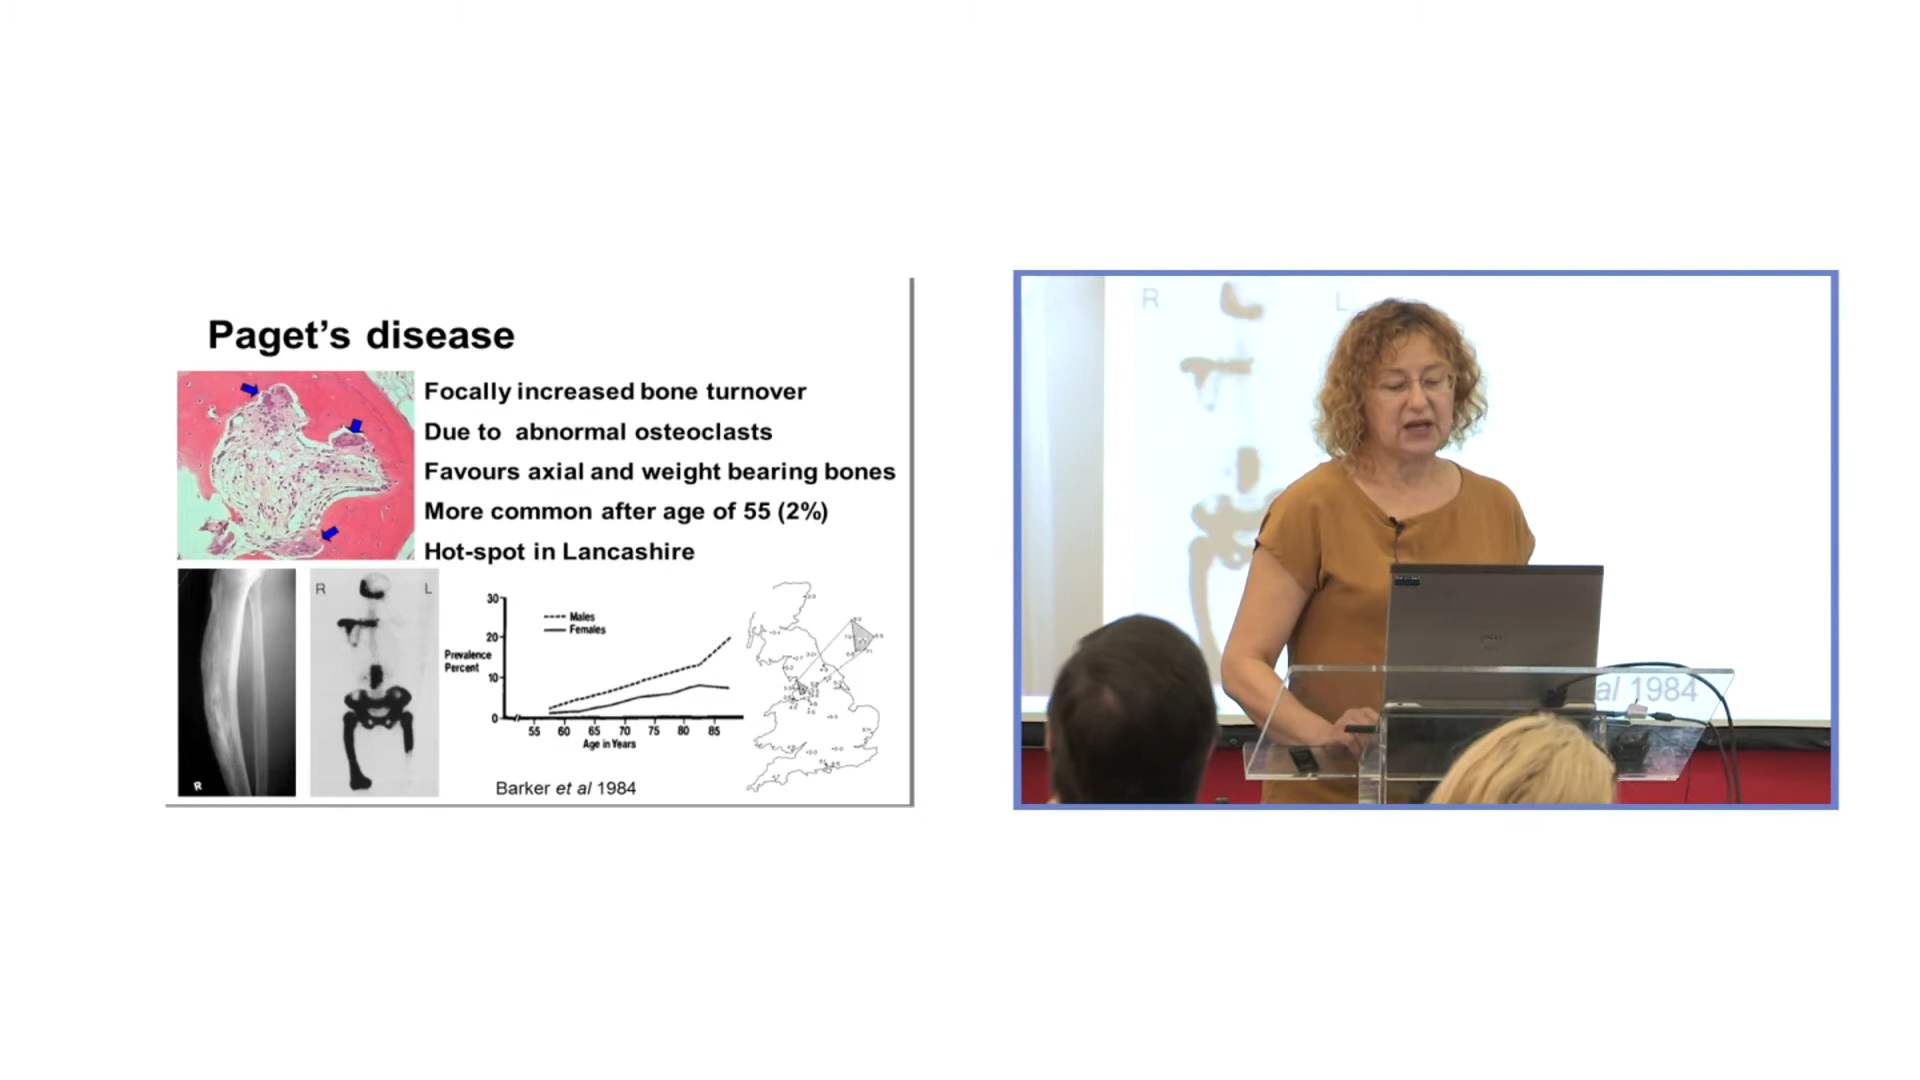 Paget's disease
Focally increased bone turnover
Due to abnormal osteoclasts
Favours axial and weight bearing bones
More common after age of 55 (2%)
Hot-spot in Lancashire
R
R
L
30
20
10
0
Prevalence
Percent
Males
Females
55 60 65 70 75 80 85
Age in Years
Barker et al 1984
R
L
DELL
al 1984